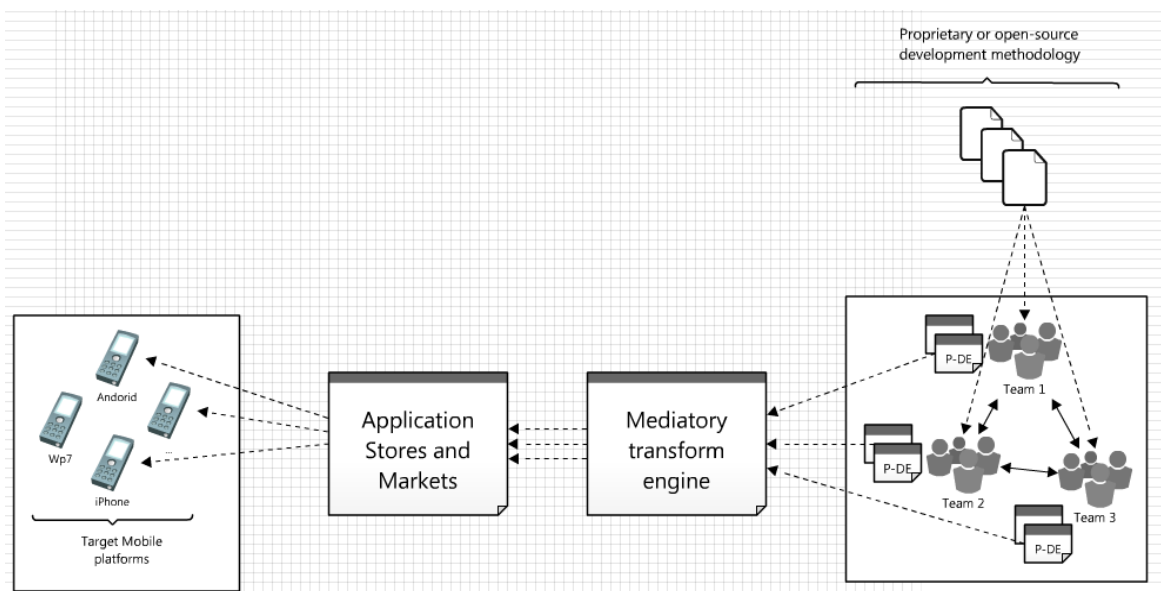 Proprietary or open-source
development methodology
P-DE
Team 1
Andorid
Application
Stores and
Markets
Mediatory
transform
engine
Wp7
...
P-DE
Team 2
Team 3
iPhone
P-DE
Target Mobile
platforms